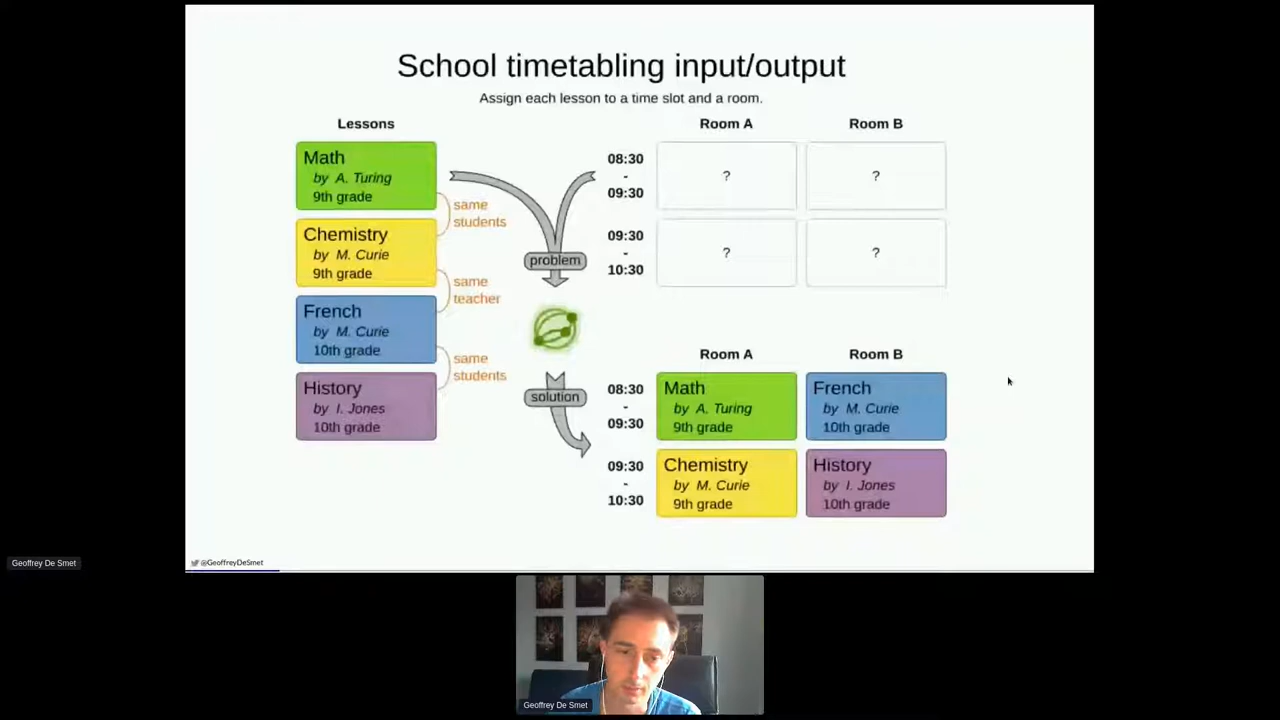 School timetabling input/output
Assign each lesson to a time slot and a room.
Lessons
Math
by A. Turing
9th grade
Chemistry
by M. Curie
9th grade
French
by M. Curie
10th grade
History
by I. Jones
10th grade
same
students
same
teacher
same
students
problem
solution
Room A
Room B
08:30
-
09:30
?
?
09:30
-
10:30
?
?
Room A
Room B
08:30
-
09:30
Math
by A. Turing
9th grade
French
by M. Curie
10th grade
09:30
-
10:30
Chemistry
by M. Curie
9th grade
History
by I. Jones
10th grade
@GeoffreyDeSmet
Geoffrey De Smet
Geoffrey De Smet